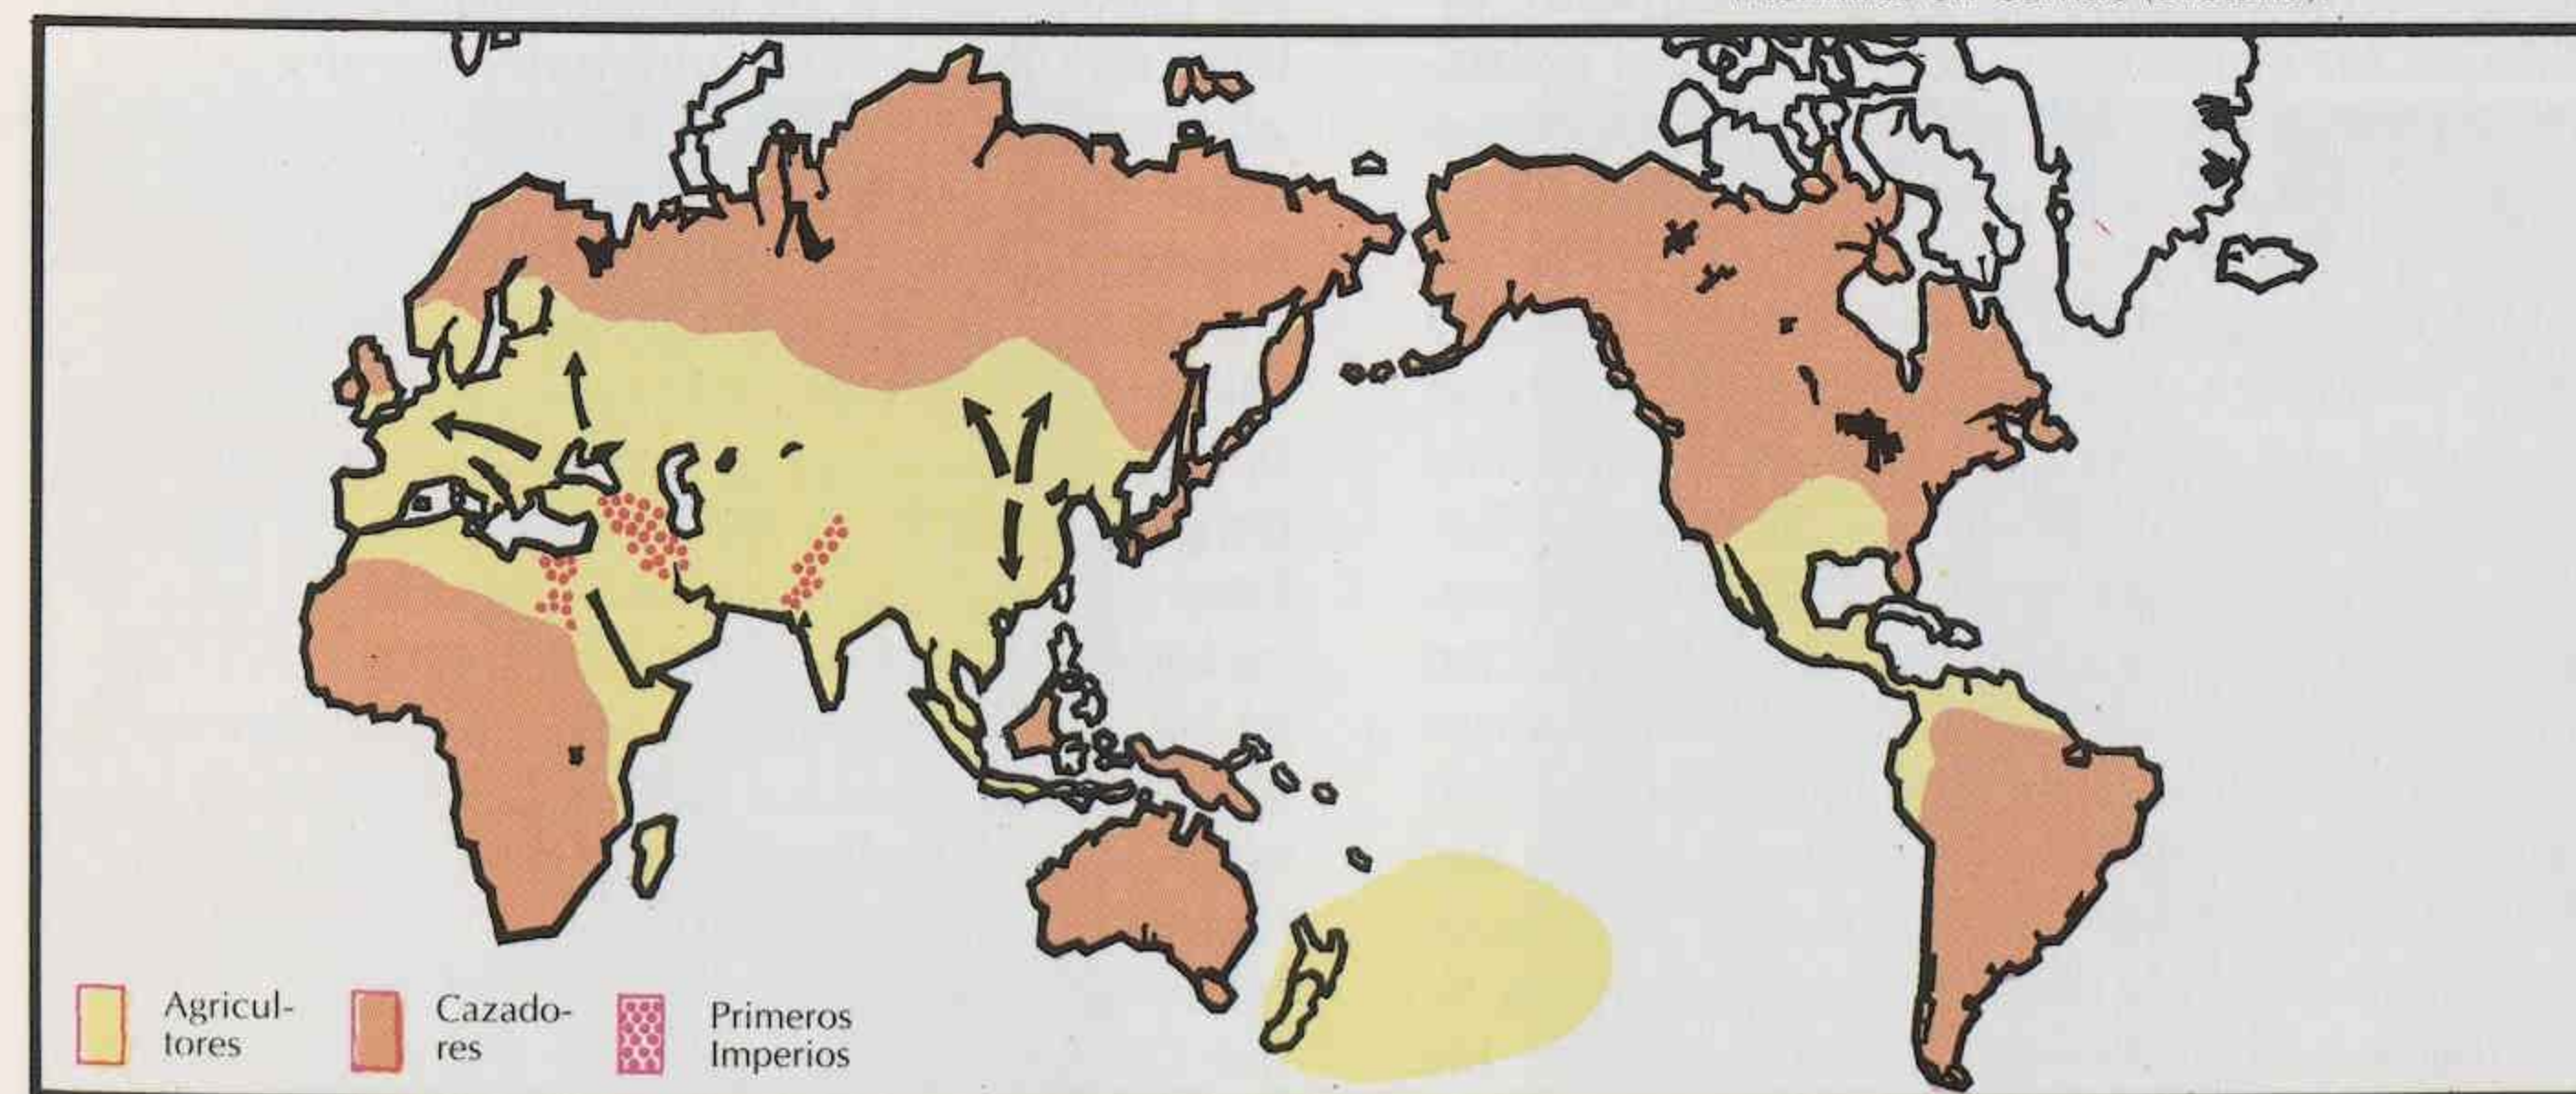 Agricul-
tores
Cazado-
res
Primeros
Imperios